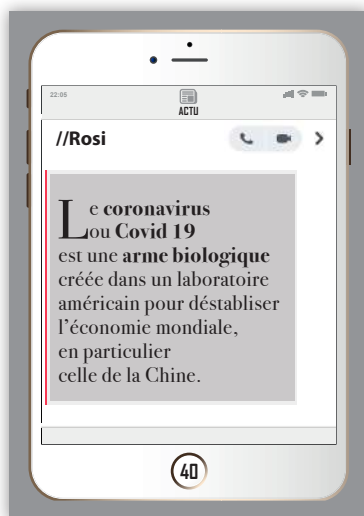 22:05
ACTU
//Rosi
Le coronavirus
ou Covid 19
est une arme biologique
créée dans un laboratoire
américain pour déstabliser
l'économie mondiale,
en particulier
celle de la Chine.
40